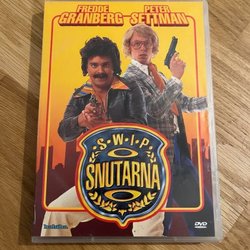 FREDDE PETER
GRANBERG SETTMAN
S·W·I·P
SNUTARNA
DVD